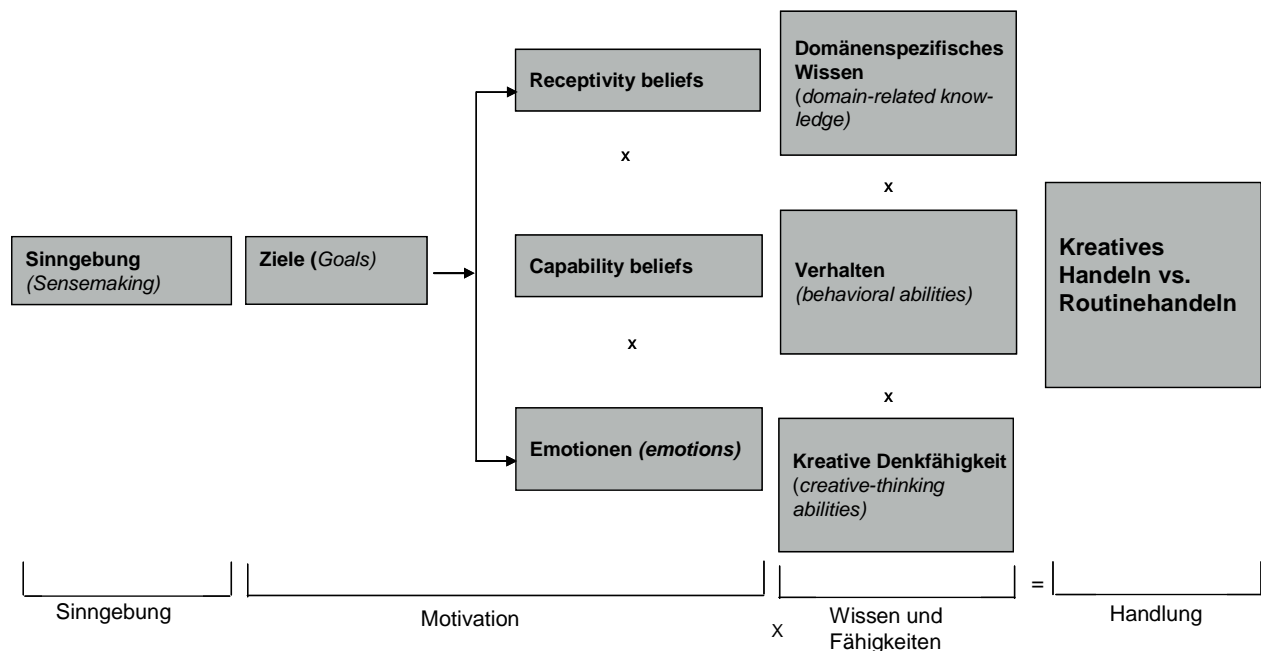 Sinngebung
(Sensemaking)
Ziele (Goals)
Receptivity beliefs
x
Capability beliefs
x
Emotionen (emotions)
Domänenspezifisches
Wissen
(domain-related know-
ledge)
x
Verhalten
(behavioral abilities)
x
Kreative Denkfähigkeit
(creative-thinking
abilities)
Kreatives
Handeln vs.
Routinehandeln
Sinngebung
Motivation
X
Wissen und
Fähigkeiten
=
Handlung